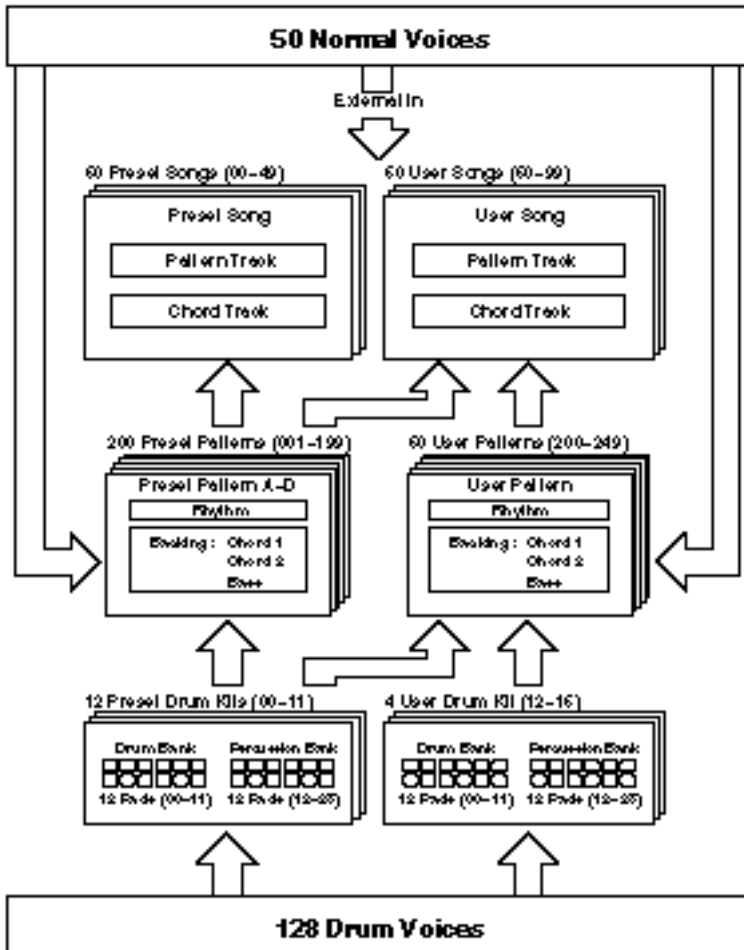 50 Normal Voices
External In
50 Preset Songs (00–49)
50 User Songs (50–99)
Preset Song
Pattern Track
Chord Track
User Song
Pattern Track
Chord Track
200 Preset Patterns (001–199)
50 User Patterns (200–249)
Preset Pattern A–D
Rhythm
Backing : Chord 1
Chord 2
Bass
User Pattern
Rhythm
Backing : Chord 1
Chord 2
Bass
12 Preset Drum Kits (00–11)
4 User Drum Kit (12–15)
Drum Bank
12 Pads (00–11)
Percussion Bank
12 Pads (12–23)
Drum Bank
12 Pads (00–11)
Percussion Bank
12 Pads (12–23)
128 Drum Voices